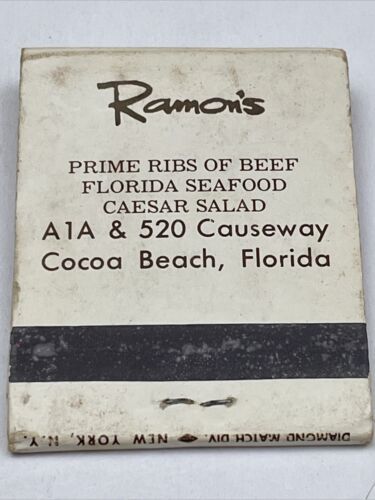 Ramon's
PRIME RIBS OF BEEF
FLORIDA SEAFOOD
CAESAR SALAD
A1A & 520 Causeway
Cocoa Beach, Florida
DIAMOND MATCH DIV. NEW YORK, N.Y.